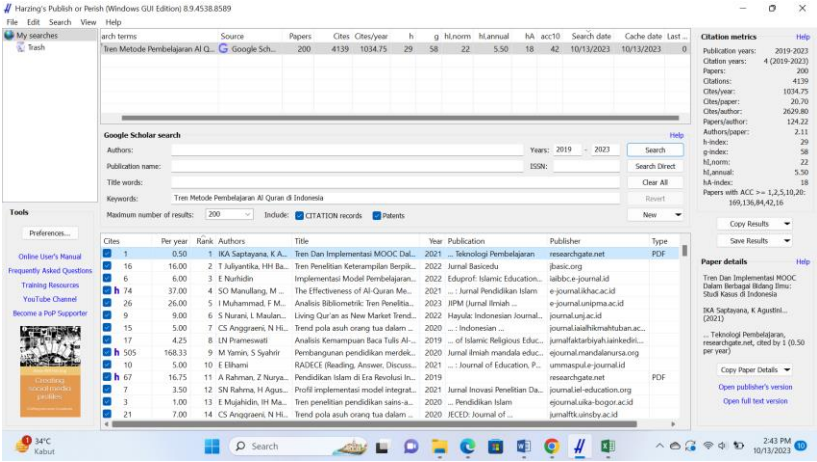 Harzing's Publish or Perish (Windows GUI Edition) 8.9.4538.8589
File Edit Search View Help
My searches
Trash
arch terms Source Papers Cites Cites/year h g hI,norm hI,annual hA acc10 Search date Cache date Last ...
Tren Metode Pembelajaran Al Q... Google Sch... 200 4139 1034.75 29 58 22 5.50 18 42 10/13/2023 10/13/2023 0
Google Scholar search Help
Authors: Years: 2019 - 2023 Search
Publication name: ISSN: Search Direct
Title words: Clear All
Keywords: Tren Metode Pembelajaran Al Quran di Indonesia Revert
Maximum number of results: 200 Include: CITATION records Patents New
Cites Per year Rank Authors Title Year Publication Publisher Type
1 0.50 1 IKA Saptayana, K A... Tren Dan Implementasi MOOC Dal... 2021 ... Teknologi Pembelajaran researchgate.net PDF
16 16.00 2 T Juliyantika, HH Ba... Tren Penelitian Keterampilan Berpik... 2022 Jurnal Basicedu jbasic.org
6 6.00 3 E Nurhidin Implementasi Model Pembelajaran... 2022 Eduprof: Islamic Education... iaibbc.e-journal.id
h 74 37.00 4 SO Manullang, M ... The Effectiveness of Al-Quran Me... 2021 ... : Jurnal Pendidikan Islam e-journal.ikhac.ac.id
26 26.00 5 I Muhammad, F M... Analisis Bibliometrik: Tren Penelitia... 2023 JIPM (Jurnal Ilmiah ... e-journal.unipma.ac.id
9 9.00 6 S Nurani, L Maulan... Living Qur'an as New Market Trend... 2022 Hayula: Indonesian Journal... journal.unj.ac.id
15 5.00 7 CS Anggraeni, N Hi... Trend pola asuh orang tua dalam ... 2020 ... : Indonesian ... journal.iaialhikmahtuban.ac...
17 4.25 8 LN Prameswati Analisis Kemampuan Baca Tulis Al-... 2019 ... of Islamic Religious Educ... jurnalfaktarbiyah.iainkediri....
h 505 168.33 9 M Yamin, S Syahrir Pembangunan pendidikan merdek... 2020 Jurnal ilmiah mandala educ... ejournal.mandalanursa.org
10 5.00 10 E Elihami RADECE (Reading, Answer, Discuss... 2021 ... : Journal of Education, P... ummaspul.e-journal.id
h 67 16.75 11 A Rahman, Z Nurya... Pendidikan Islam di Era Revolusi In... 2019 researchgate.net PDF
7 3.50 12 SN Rahma, H Agus... Profil implementasi model integrat... 2021 Jurnal Inovasi Penelitian Da... journal.iel-education.org
3 1.00 13 E Mujahidin, IH Ma... Tren penelitian pendidikan sains-a... 2020 Journal of Islamic Education ejournal.uika-bogor.ac.id
21 7.00 14 CS Anggraeni, N Hi... Trend pola asuh orang tua dalam ... 2020 JECED: Journal of ... jurnalftk.uinsby.ac.id
Tools
Preferences...
Online User's Manual
Frequently Asked Questions
Training Resources
YouTube Channel
Become a PoP Supporter
Creating
social media
profiles
Citation metrics Help
Publication years: 2019-2023
Citation years: 4 (2019-2023)
Papers: 200
Citations: 4139
Cites/year: 1034.75
Cites/paper: 20.70
Cites/author: 2629.80
Papers/author: 124.22
Authors/paper: 2.11
h-index: 29
g-index: 58
hI,norm: 22
hI,annual: 5.50
hA-index: 18
Papers with ACC >= 1,2,5,10,20:
169,136,84,42,16
Copy Results
Save Results
Paper details Help
Tren Dan Implementasi MOOC
Dalam Berbagai Bidang Ilmu:
Studi Kasus di Indonesia
IKA Saptayana, K Agustini...
(2021)
... Teknologi Pembelajaran,
researchgate.net, cited by 1 (0.50
per year)
Copy Paper Details
Open publisher's version
Open full text version
1
34°C
Kabut
Search
2:43 PM
10/13/2023
10